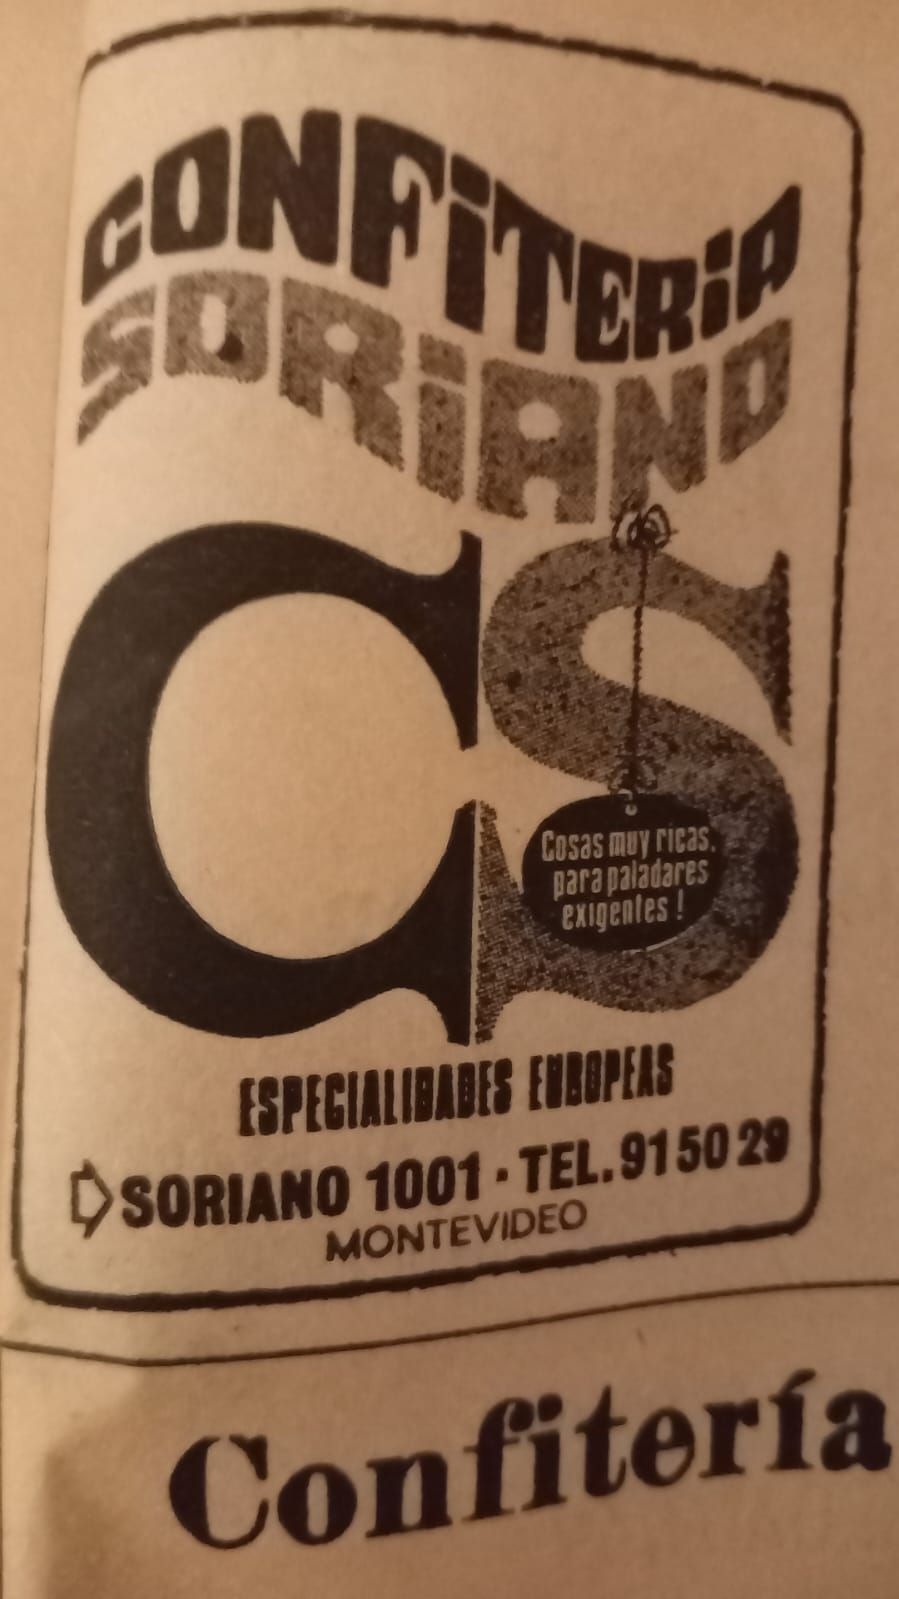 CONFiTERiA
SORiANO
CS
Cosas muy ricas,
para paladares
exigentes!
ESPECIALIDADES EUROPEAS
SORIANO 1001 · TEL. 91 50 29
MONTEVIDEO
Confitería